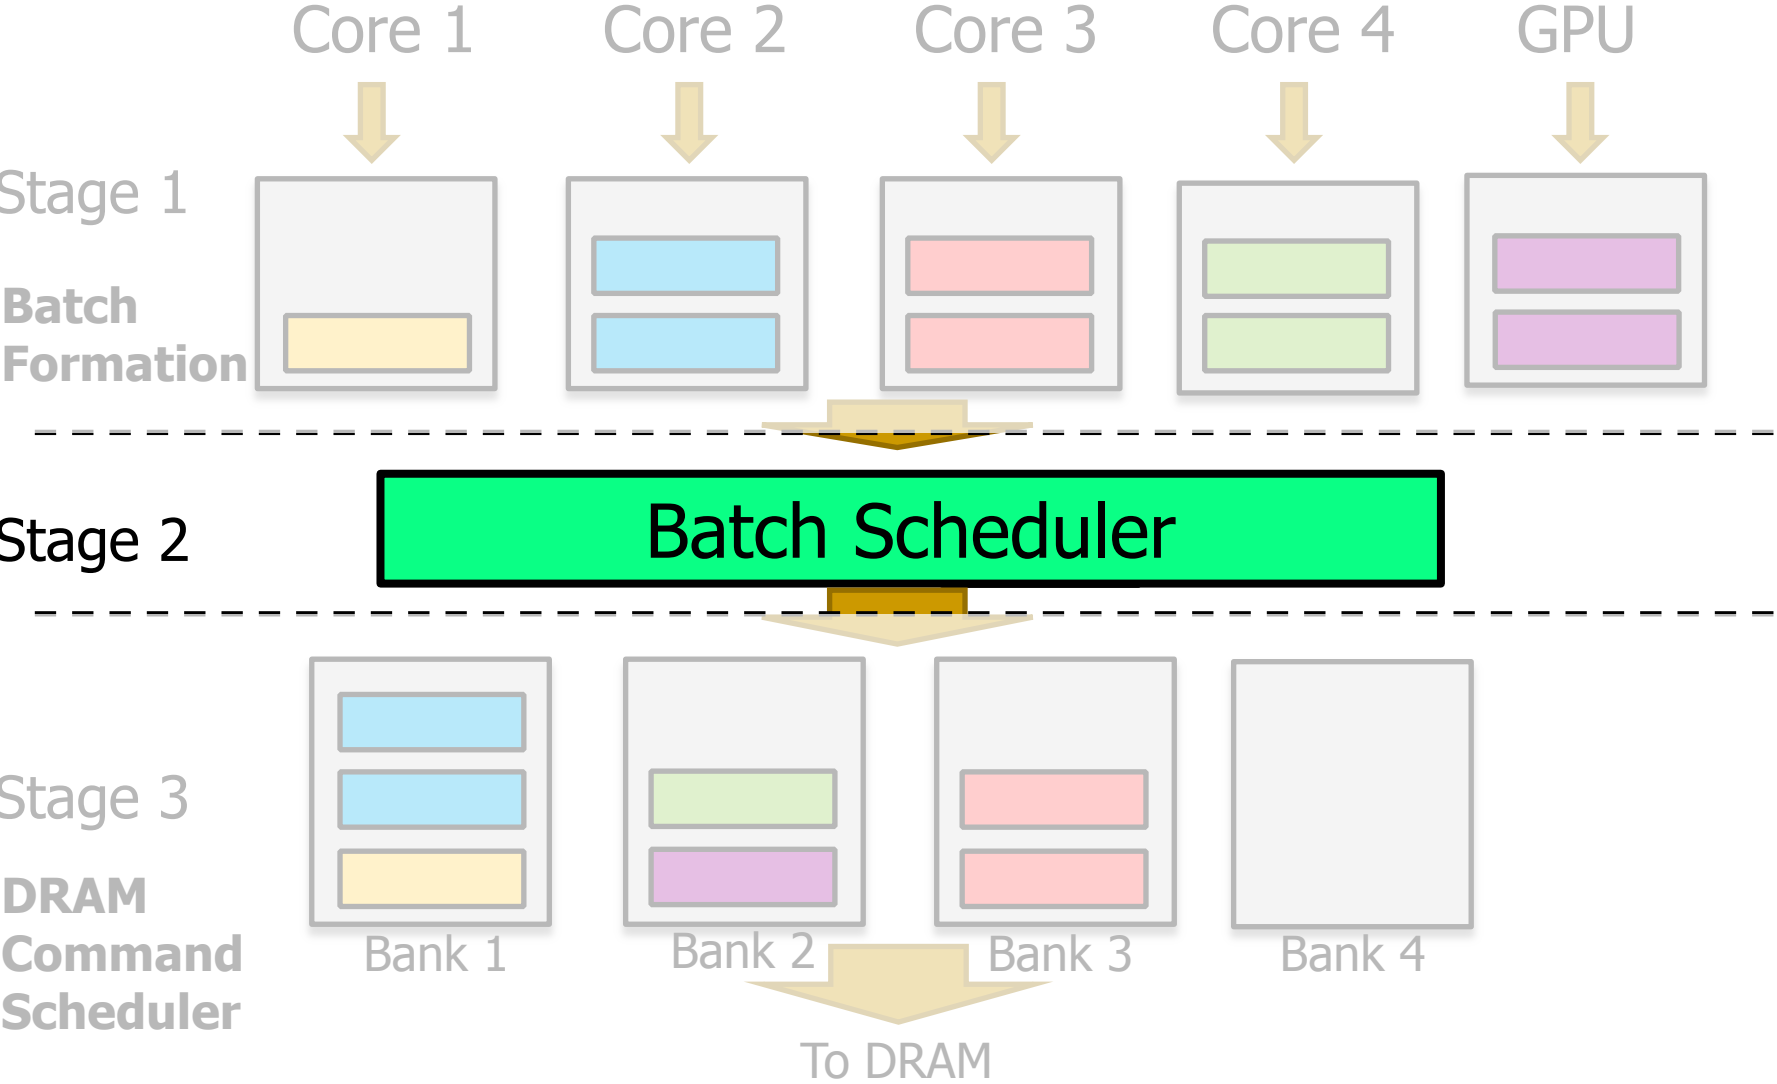 Core 1 Core 2 Core 3 Core 4 GPU
Stage 1
Batch
Formation
Batch Scheduler
Stage 2
Stage 3
DRAM
Command
Scheduler
Bank 1 Bank 2 Bank 3 Bank 4
To DRAM